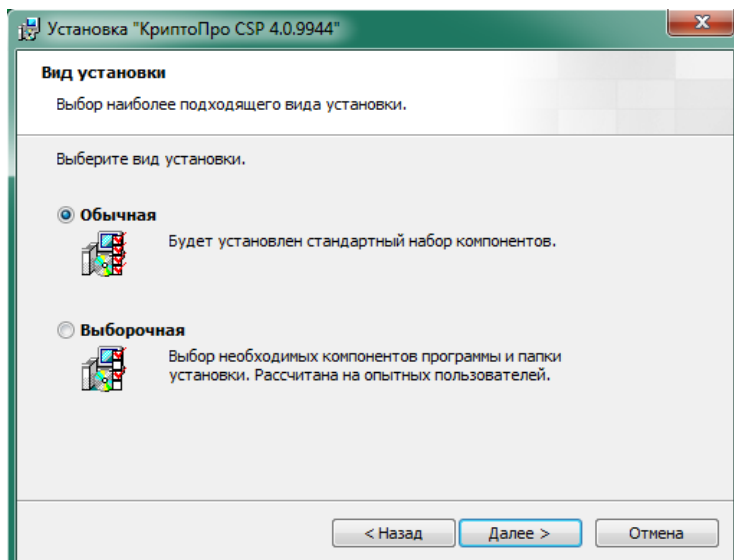 Установка "КриптоПро CSP 4.0.9944"
Вид установки
Выбор наиболее подходящего вида установки.
Выберите вид установки.
Обычная
Будет установлен стандартный набор компонентов.
Выборочная
Выбор необходимых компонентов программы и папки
установки. Рассчитана на опытных пользователей.
< Назад
Далее >
Отмена